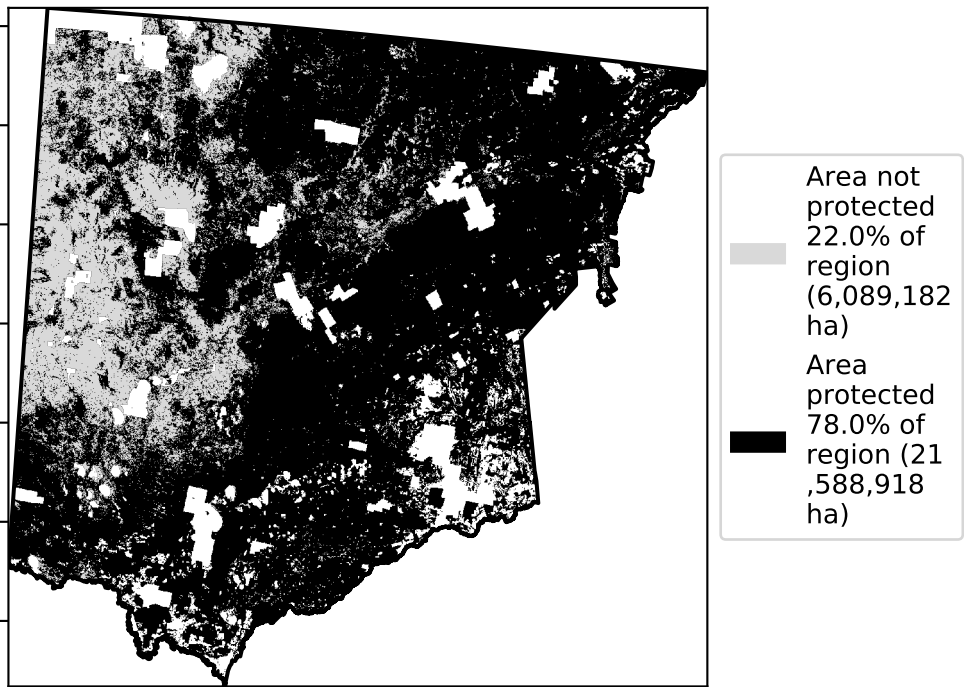 Area not
protected
22.0% of
region
(6,089,182
ha)
Area
protected
78.0% of
region (21
,588,918
ha)